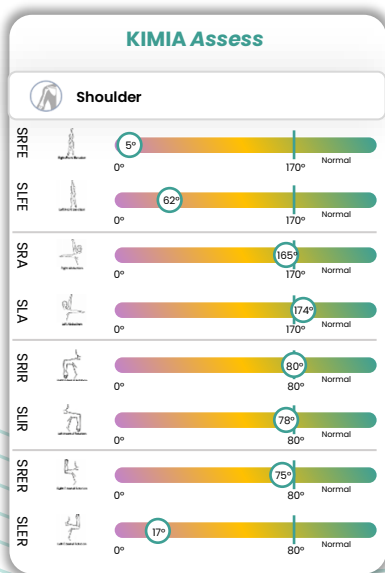 KIMIA Assess
Shoulder
SRFE
5º
0º 170º Normal
SLFE
62º
0º 170º Normal
SRA
165º
0º 170º Normal
SLA
174º
0º 170º Normal
SRIR
80º
0º 80º Normal
SLIR
78º
0º 80º Normal
SRER
75º
0º 80º Normal
SLER
17º
0º 80º Normal